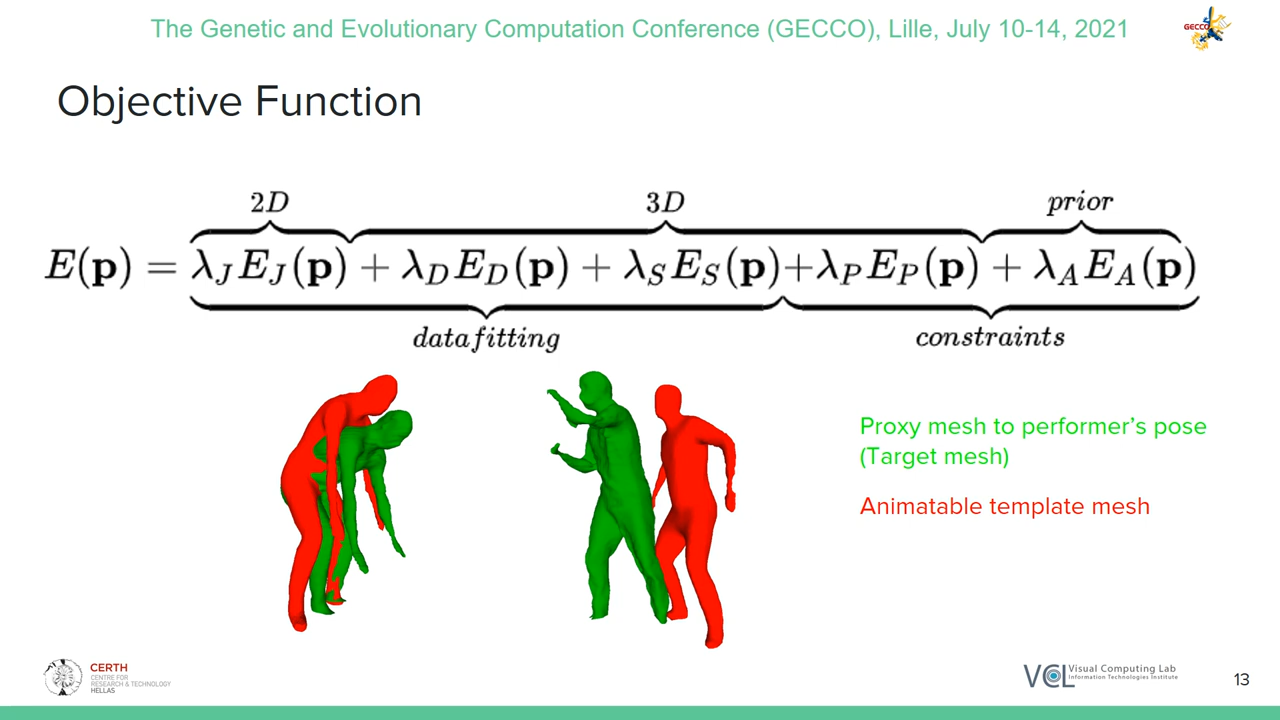 The Genetic and Evolutionary Computation Conference (GECCO), Lille, July 10-14, 2021
GECCO
Objective Function
2D 3D prior
E(p) = λ_J E_J(p) + λ_D E_D(p) + λ_S E_S(p) + λ_P E_P(p) + λ_A E_A(p)
datafitting constraints
Proxy mesh to performer's pose
(Target mesh)
Animatable template mesh
CERTH
CENTRE FOR
RESEARCH & TECHNOLOGY
HELLAS
VCL Visual Computing Lab
Information Technologies Institute
13